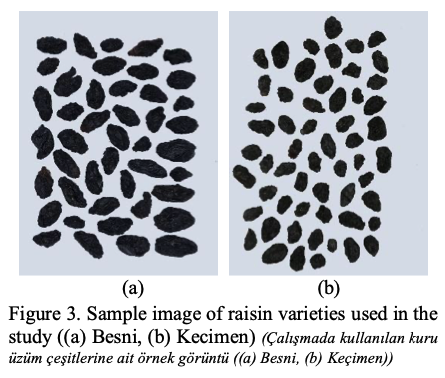 (a)
(b)
Figure 3. Sample image of raisin varieties used in the
study ((a) Besni, (b) Kecimen) (Çalışmada kullanılan kuru
üzüm çeşitlerine ait örnek görüntü ((a) Besni, (b) Keçimen))